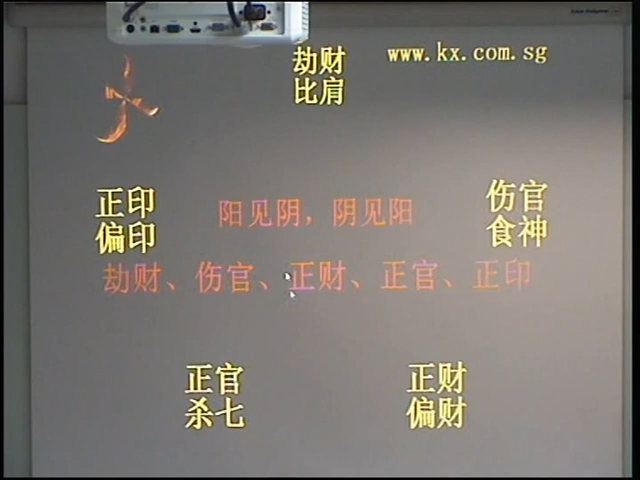 劫财
比肩
www.kx.com.sg
正印
偏印
阳见阴，阴见阳
伤官
食神
劫财、伤官、正财、正官、正印
正官
杀七
正财
偏财